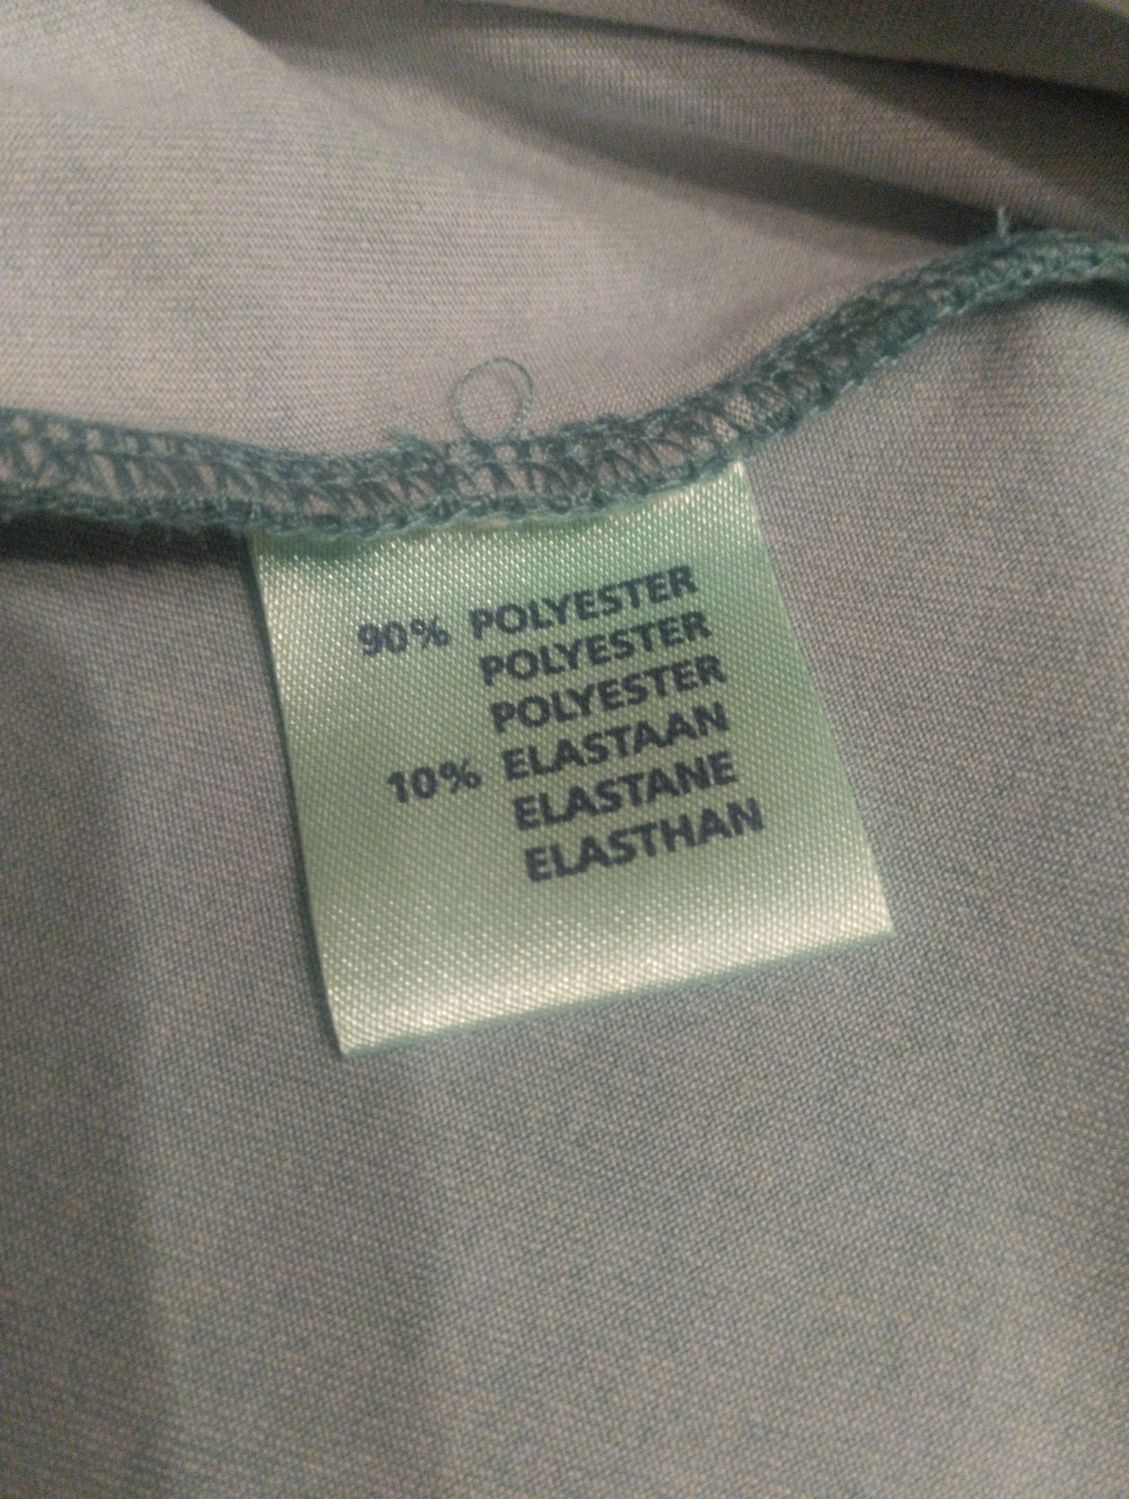 90% POLYESTER
POLYESTER
POLYESTER
10% ELASTAAN
ELASTANE
ELASTHAN